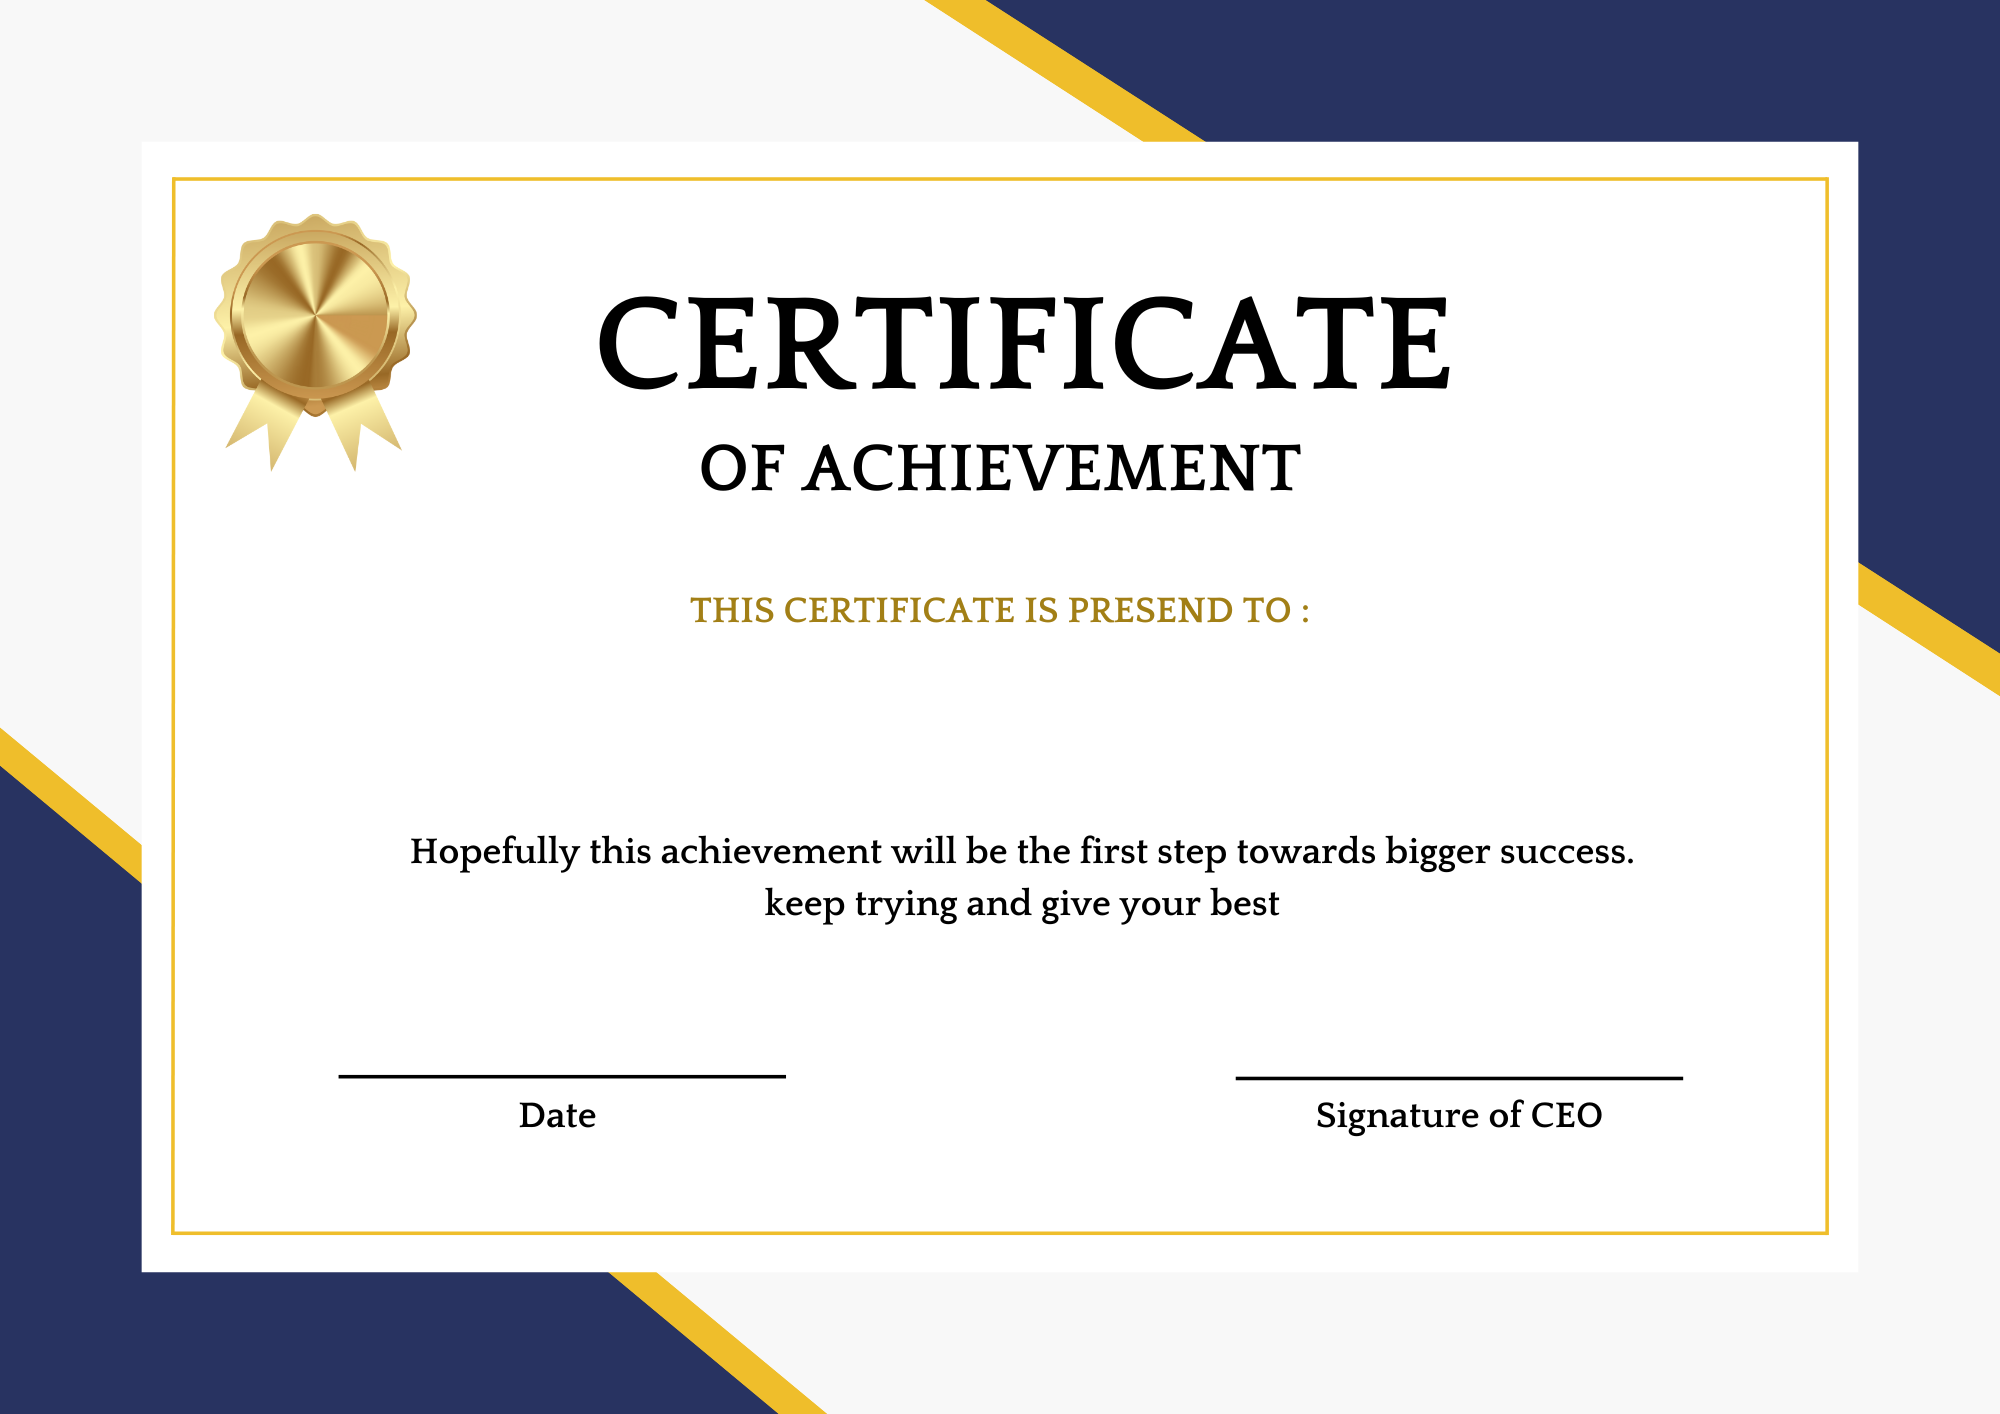 CERTIFICATE
OF ACHIEVEMENT
THIS CERTIFICATE IS PRESEND TO :
Hopefully this achievement will be the first step towards bigger success.
keep trying and give your best
Date
Signature of CEO